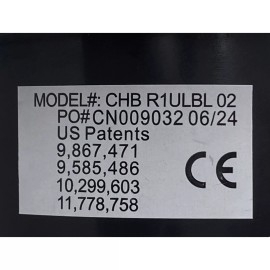 MODEL#: CHB R1ULBL 02
PO#CN009032 06/24
US Patents
9,867,471
9,585,486
10,299,603
11,778,758
CE